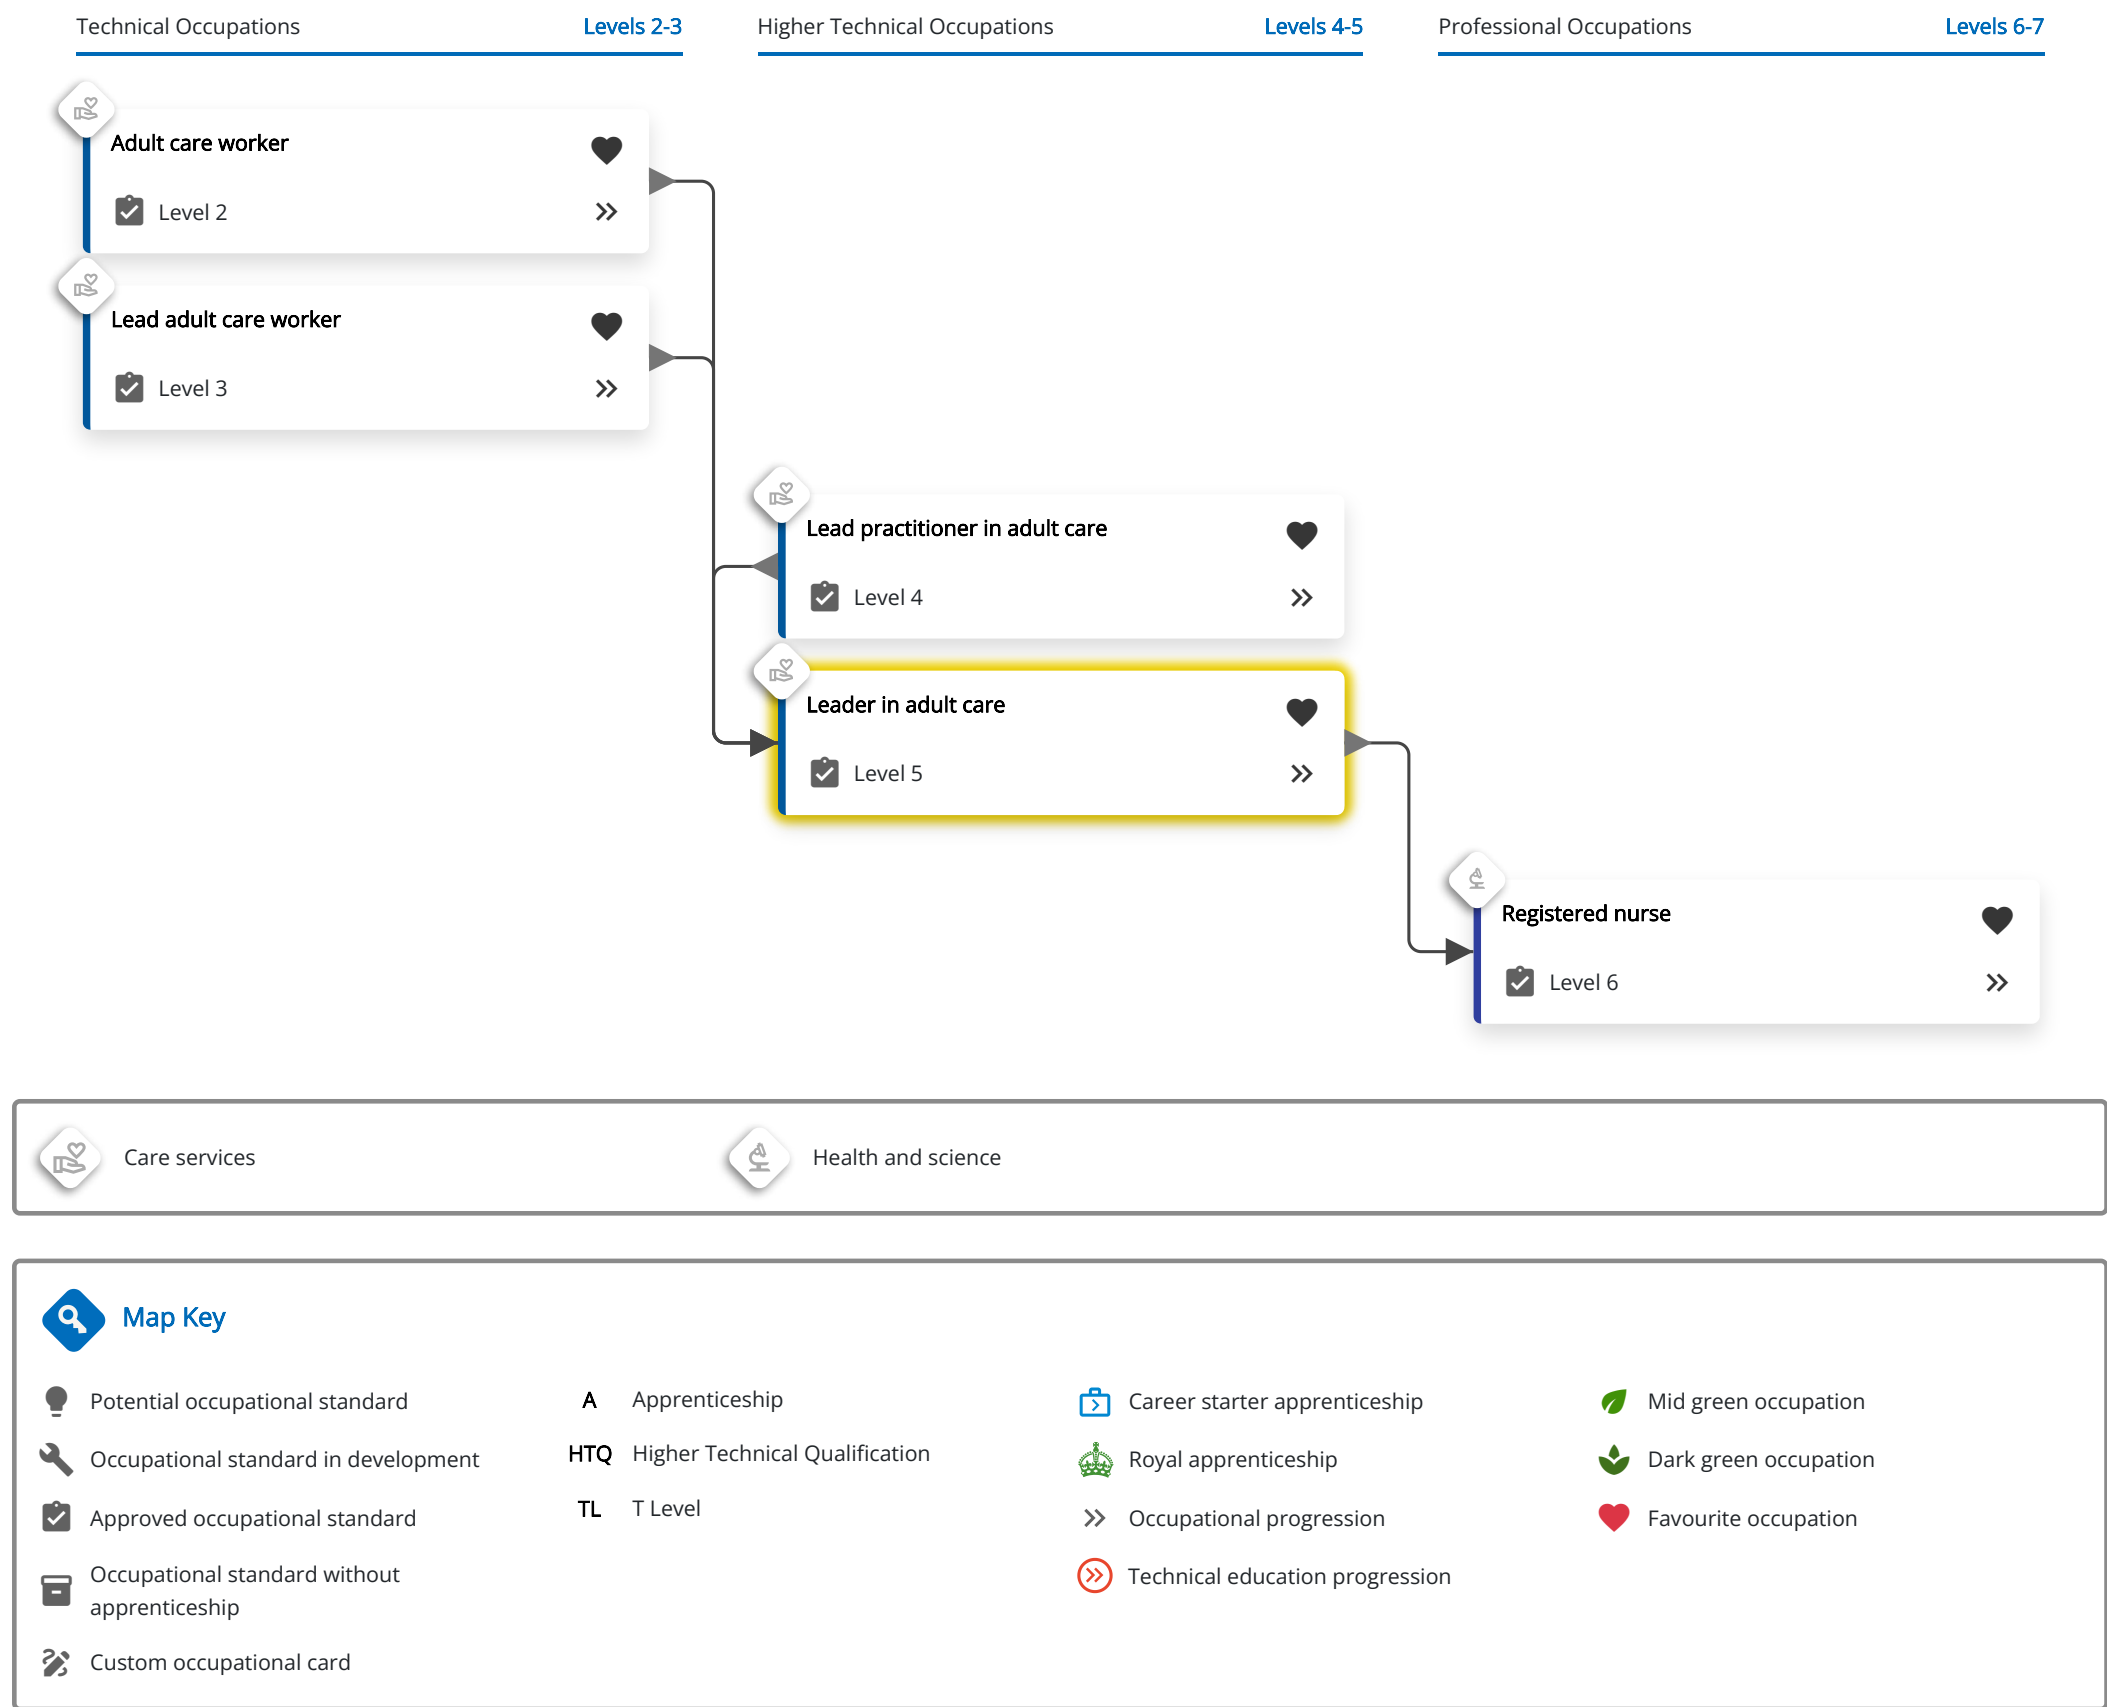 Technical Occupations Levels 2-3
Higher Technical Occupations Levels 4-5
Professional Occupations Levels 6-7
Adult care worker
Level 2
Lead adult care worker
Level 3
Lead practitioner in adult care
Level 4
Leader in adult care
Level 5
Registered nurse
Level 6
Care services
Health and science
Map Key
Potential occupational standard
Occupational standard in development
Approved occupational standard
Occupational standard without
apprenticeship
Custom occupational card
A Apprenticeship
HTQ Higher Technical Qualification
TL T Level
Career starter apprenticeship
Royal apprenticeship
Occupational progression
Technical education progression
Mid green occupation
Dark green occupation
Favourite occupation